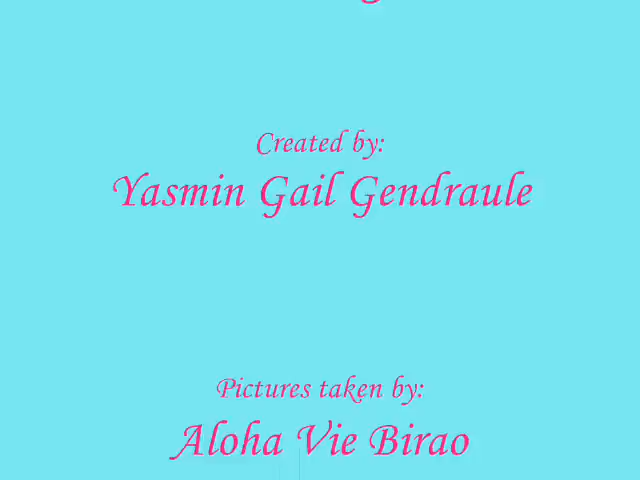 Created by:
Yasmin Gail Gendraule
Pictures taken by:
Aloha Vie Birao